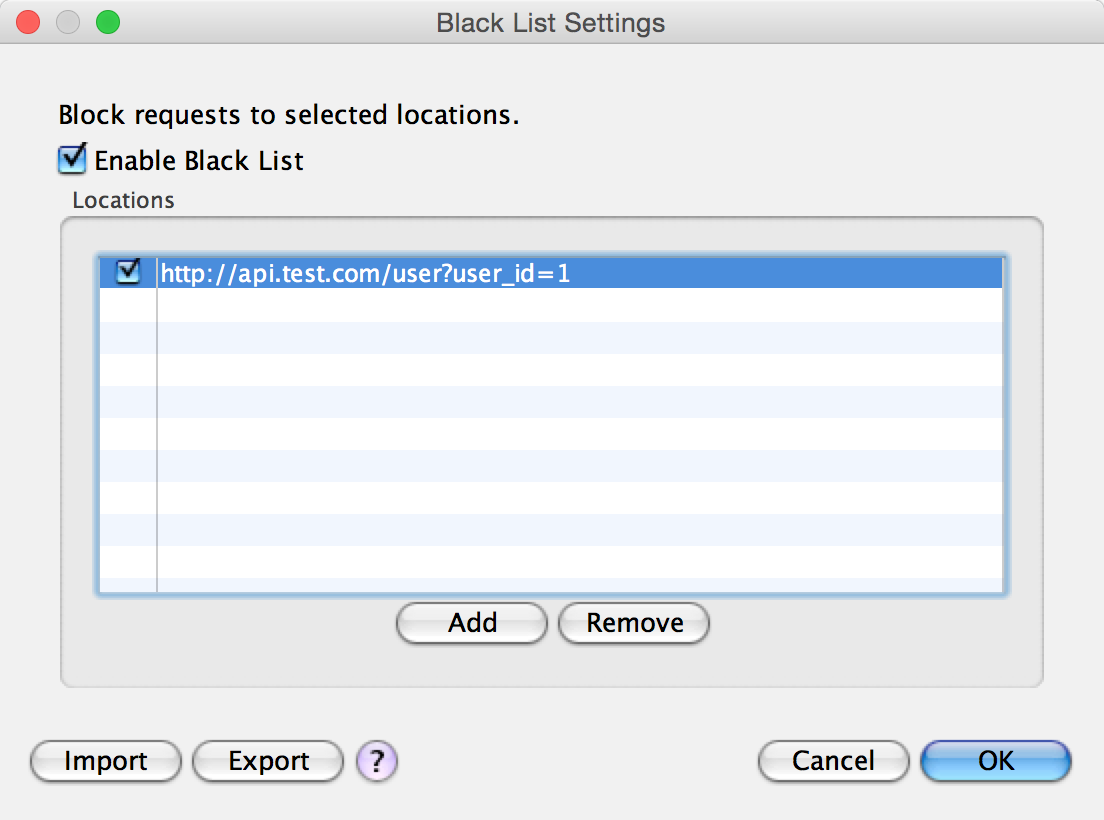 Black List Settings
Block requests to selected locations.
Enable Black List
Locations
http://api.test.com/user?user_id=1
Add Remove
Import Export ? Cancel OK